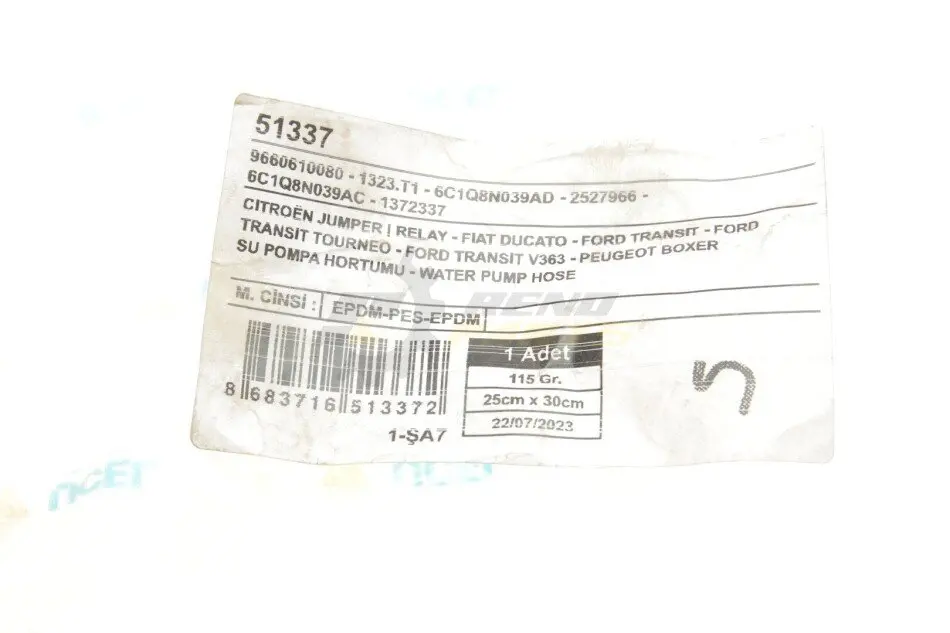 51337
9660610080 - 1323.T1 - 6C1Q8N039AD - 2527966 -
6C1Q8N039AC - 1372337
CITROËN JUMPER | RELAY - FIAT DUCATO - FORD TRANSIT - FORD
TRANSIT TOURNEO - FORD TRANSIT V363 - PEUGEOT BOXER
SU POMPA HORTUMU - WATER PUMP HOSE
M. CİNSİ : EPDM-PES-EPDM
RENO
1 Adet
115 Gr.
25cm x 30cm
22/07/2023
8 683716 513372
1-ŞA7